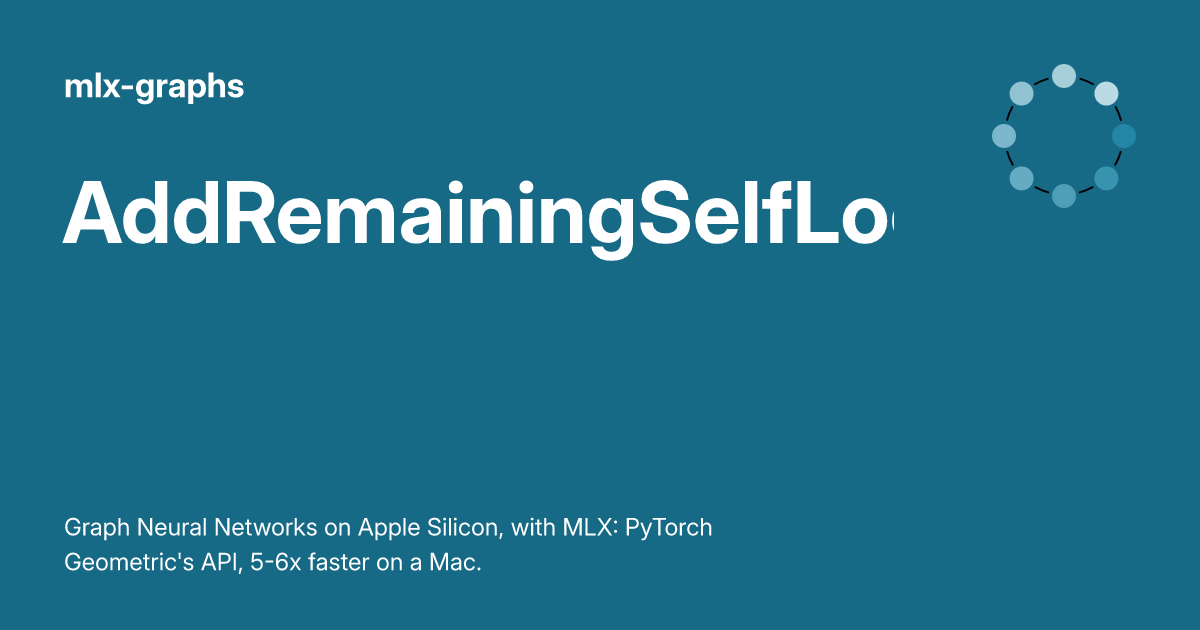 mlx-graphs
AddRemainingSelfLo
Graph Neural Networks on Apple Silicon, with MLX: PyTorch
Geometric's API, 5-6x faster on a Mac.